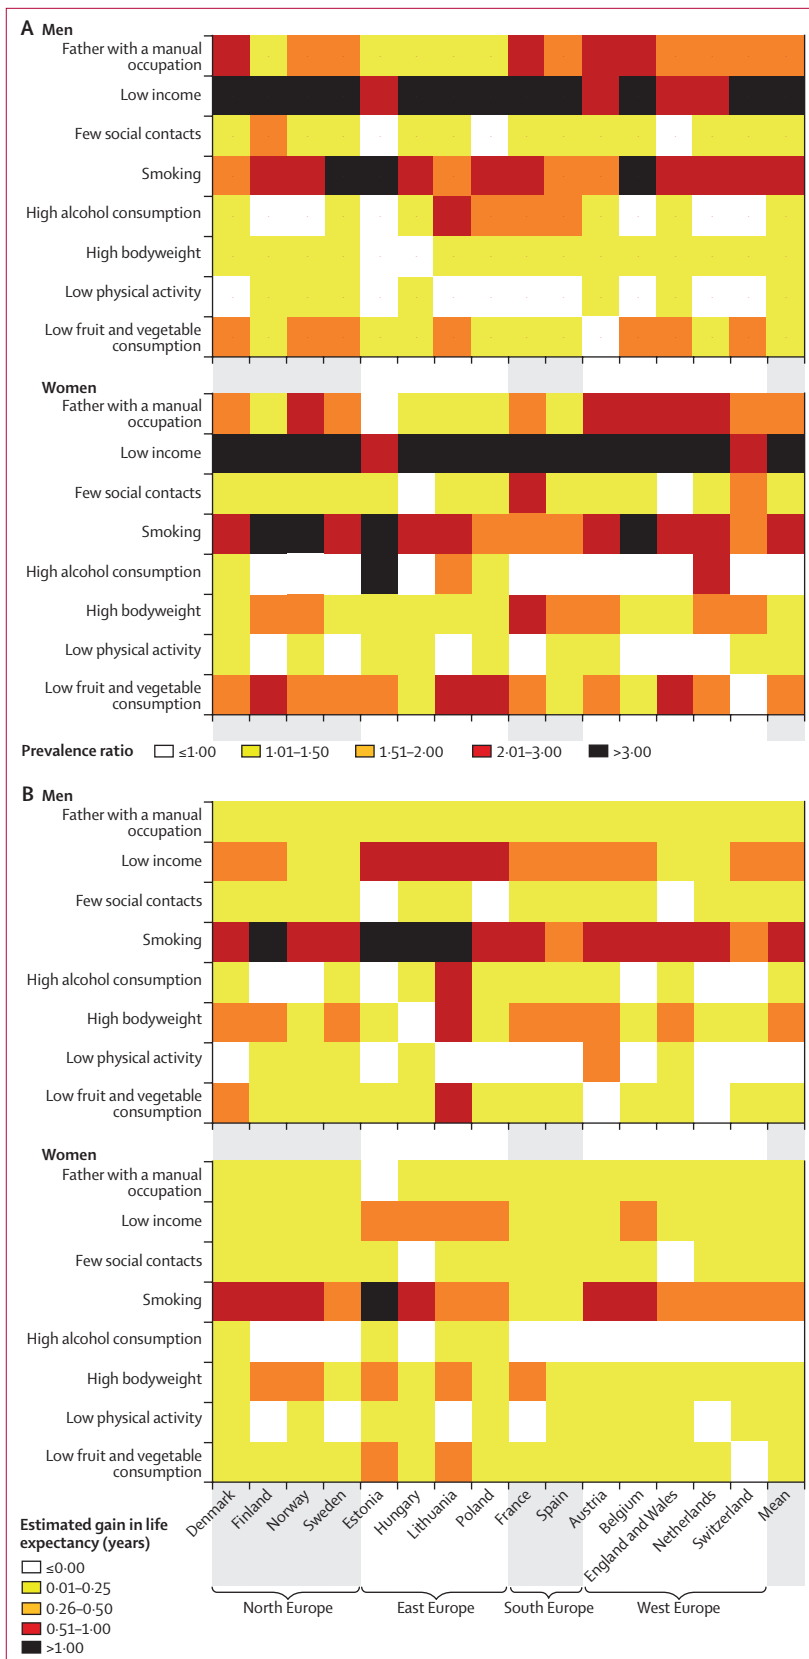 A Men
Father with a manual
occupation
Low income
Few social contacts
Smoking
High alcohol consumption
High bodyweight
Low physical activity
Low fruit and vegetable
consumption
Women
Father with a manual
occupation
Low income
Few social contacts
Smoking
High alcohol consumption
High bodyweight
Low physical activity
Low fruit and vegetable
consumption
Prevalence ratio ≤1·00 1·01–1·50 1·51–2·00 2·01–3·00 >3·00
B Men
Father with a manual
occupation
Low income
Few social contacts
Smoking
High alcohol consumption
High bodyweight
Low physical activity
Low fruit and vegetable
consumption
Women
Father with a manual
occupation
Low income
Few social contacts
Smoking
High alcohol consumption
High bodyweight
Low physical activity
Low fruit and vegetable
consumption
Denmark
Finland
Norway
Sweden
Estonia
Hungary
Lithuania
Poland
France
Spain
Austria
Belgium
England and Wales
Netherlands
Switzerland
Mean
Estimated gain in life
expectancy (years)
≤0·00
0·01–0·25
0·26–0·50
0·51–1·00
>1·00
North Europe
East Europe
South Europe
West Europe